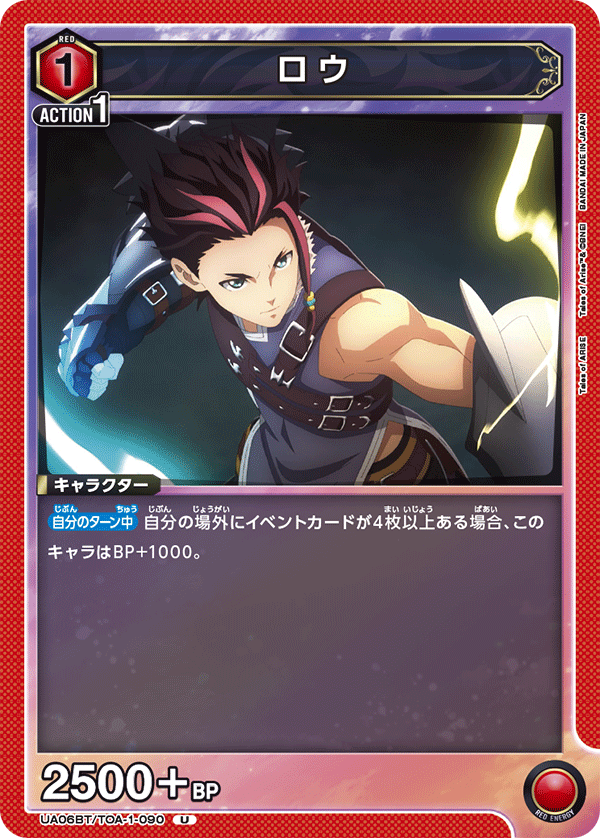 RED
1
ロウ
ACTION 1
BANDAI MADE IN JAPAN
Tales of Arise™& ©BNEI
Tales of ARISE
キャラクター
じぶん ちゅう じぶん じょうがい まい いじょう ばあい
自分のターン中 自分の場外にイベントカードが4枚以上ある場合、この
キャラはBP+1000。
2500+BP
UA06BT/TOA-1-090 U
RED ENERGY